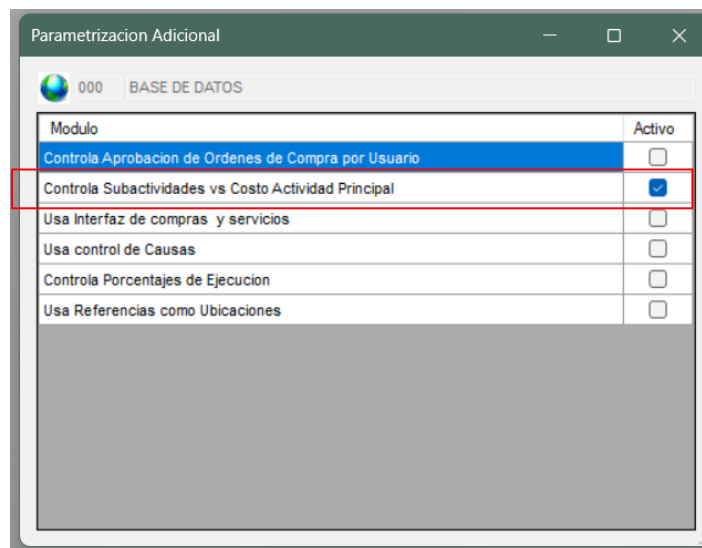 Parametrizacion Adicional
000 BASE DE DATOS
Modulo Activo
Controla Aprobacion de Ordenes de Compra por Usuario
Controla Subactividades vs Costo Actividad Principal
Usa Interfaz de compras y servicios
Usa control de Causas
Controla Porcentajes de Ejecucion
Usa Referencias como Ubicaciones